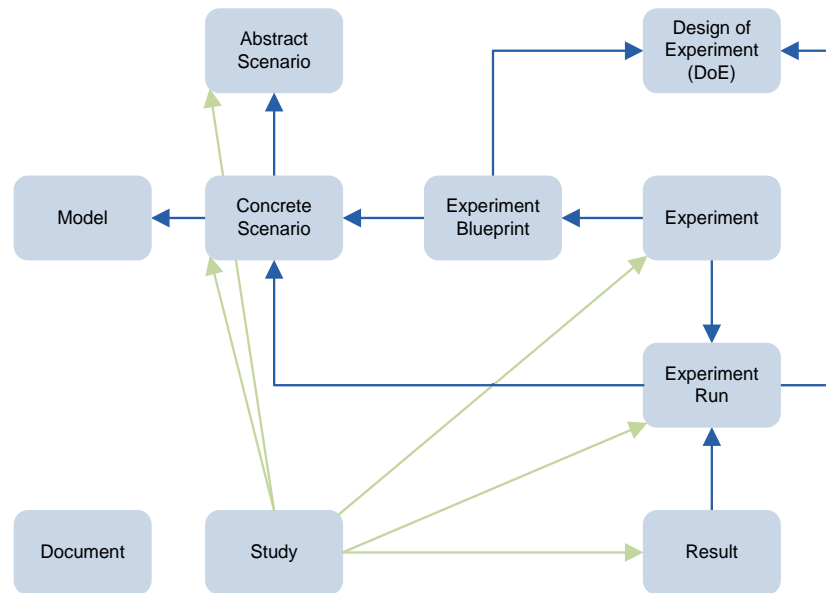 Abstract
Scenario
Design of
Experiment
(DoE)
Model
Concrete
Scenario
Experiment
Blueprint
Experiment
Experiment
Run
Document
Study
Result